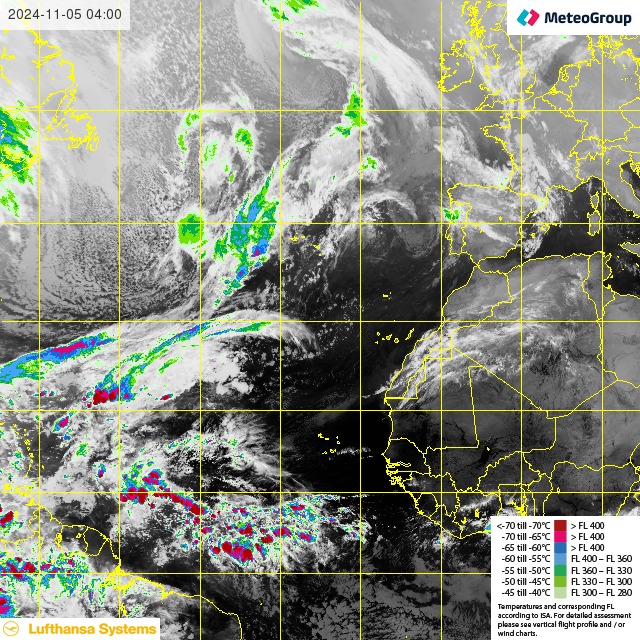 2024-11-05 04:00
MeteoGroup
<-70 till -70°C > FL 400
-70 till -65°C > FL 400
-65 till -60°C > FL 400
-60 till -55°C FL 400 – FL 360
-55 till -50°C FL 360 – FL 330
-50 till -45°C FL 330 – FL 300
-45 till -40°C FL 300 – FL 280
Temperatures and corresponding FL
according to ISA. For detailed assessment
please see vertical flight profile and / or
wind charts.
Lufthansa Systems